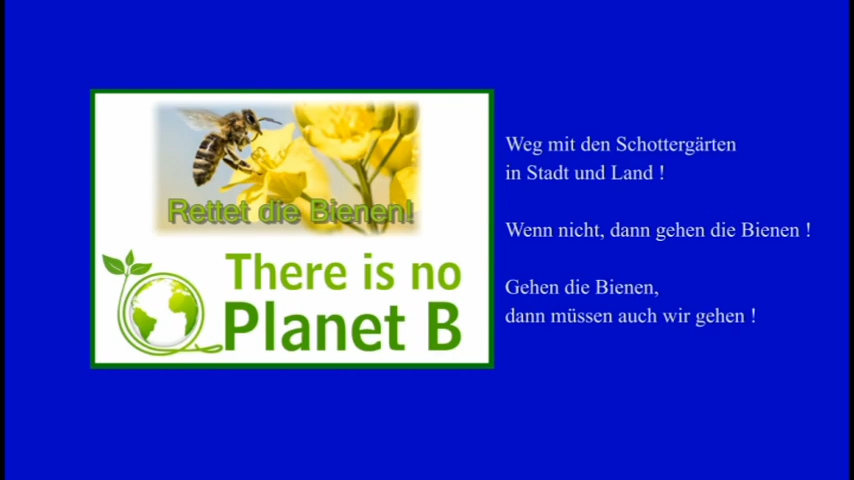 Rettet die Bienen!
There is no
Planet B
Weg mit den Schottergärten
in Stadt und Land !
Wenn nicht, dann gehen die Bienen !
Gehen die Bienen,
dann müssen auch wir gehen !